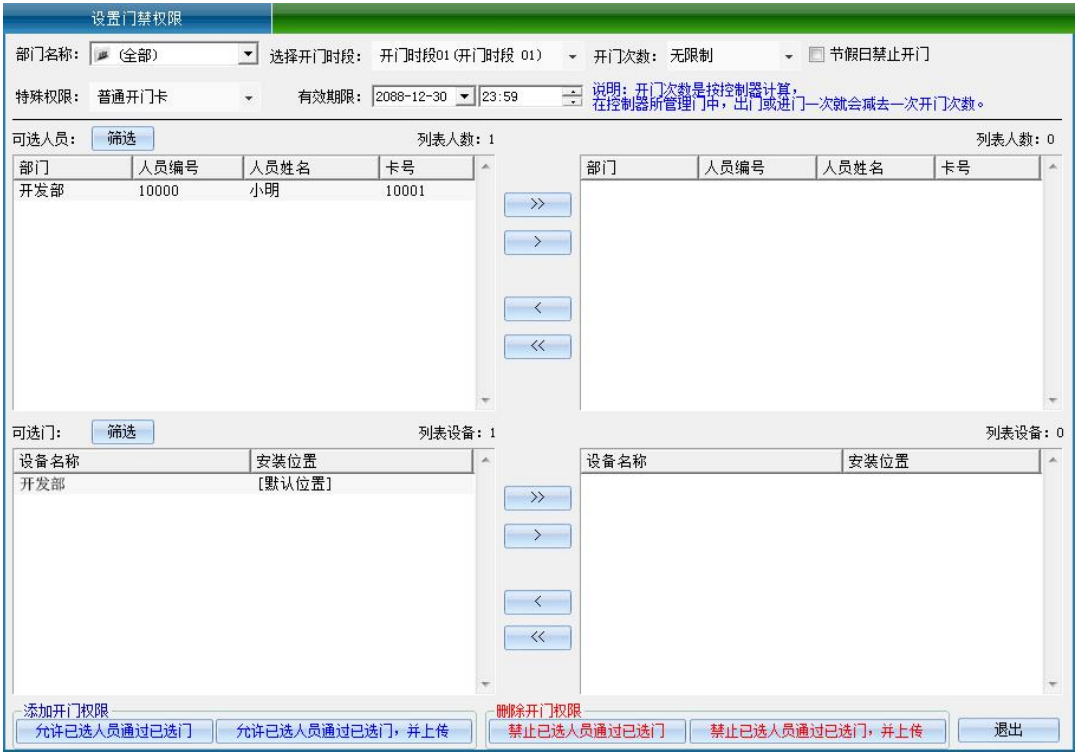 设置门禁权限
部门名称： (全部) 选择开门时段： 开门时段01(开门时段 01) 开门次数： 无限制 节假日禁止开门
特殊权限： 普通开门卡 有效期限： 2088-12-30 23:59 说明：开门次数是按控制器计算，
在控制器所管理门中，出门或进门一次就会减去一次开门次数。
可选人员： 筛选 列表人数：1 列表人数：0
部门 人员编号 人员姓名 卡号 部门 人员编号 人员姓名 卡号
开发部 10000 小明 10001
>>
>
<
<<
可选门： 筛选 列表设备：1 列表设备：0
设备名称 安装位置 设备名称 安装位置
开发部 [默认位置]
>>
>
<
<<
添加开门权限 删除开门权限
允许已选人员通过已选门 允许已选人员通过已选门，并上传 禁止已选人员通过已选门 禁止已选人员通过已选门，并上传 退出